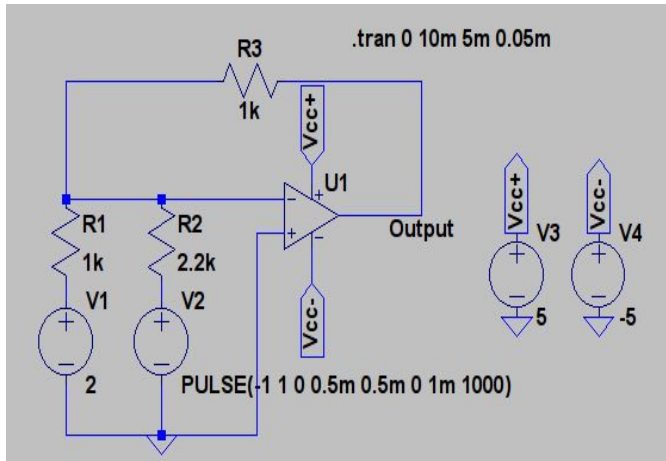 .tran 0 10m 5m 0.05m
R3
1k
Vcc+
U1
R1
1k
R2
2.2k
Output
Vcc-
V1
2
V2
PULSE(-1 1 0 0.5m 0.5m 0 1m 1000)
Vcc+
V3
5
Vcc-
V4
-5